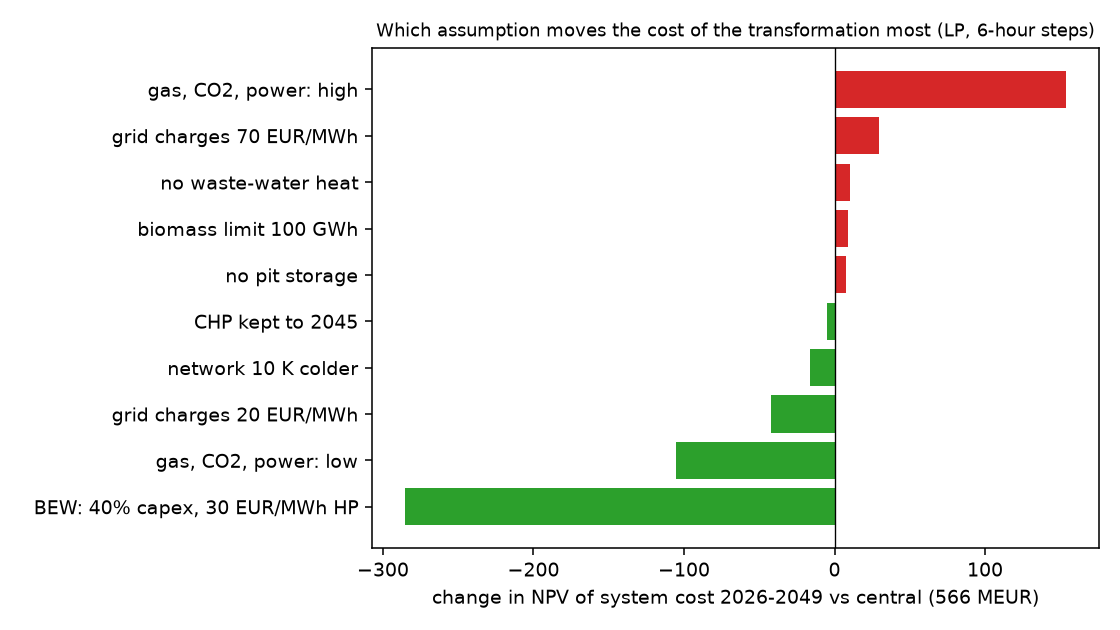 Which assumption moves the cost of the transformation most (LP, 6-hour steps)
gas, CO2, power: high
grid charges 70 EUR/MWh
no waste-water heat
biomass limit 100 GWh
no pit storage
CHP kept to 2045
network 10 K colder
grid charges 20 EUR/MWh
gas, CO2, power: low
BEW: 40% capex, 30 EUR/MWh HP
−300 −200 −100 0 100
change in NPV of system cost 2026-2049 vs central (566 MEUR)